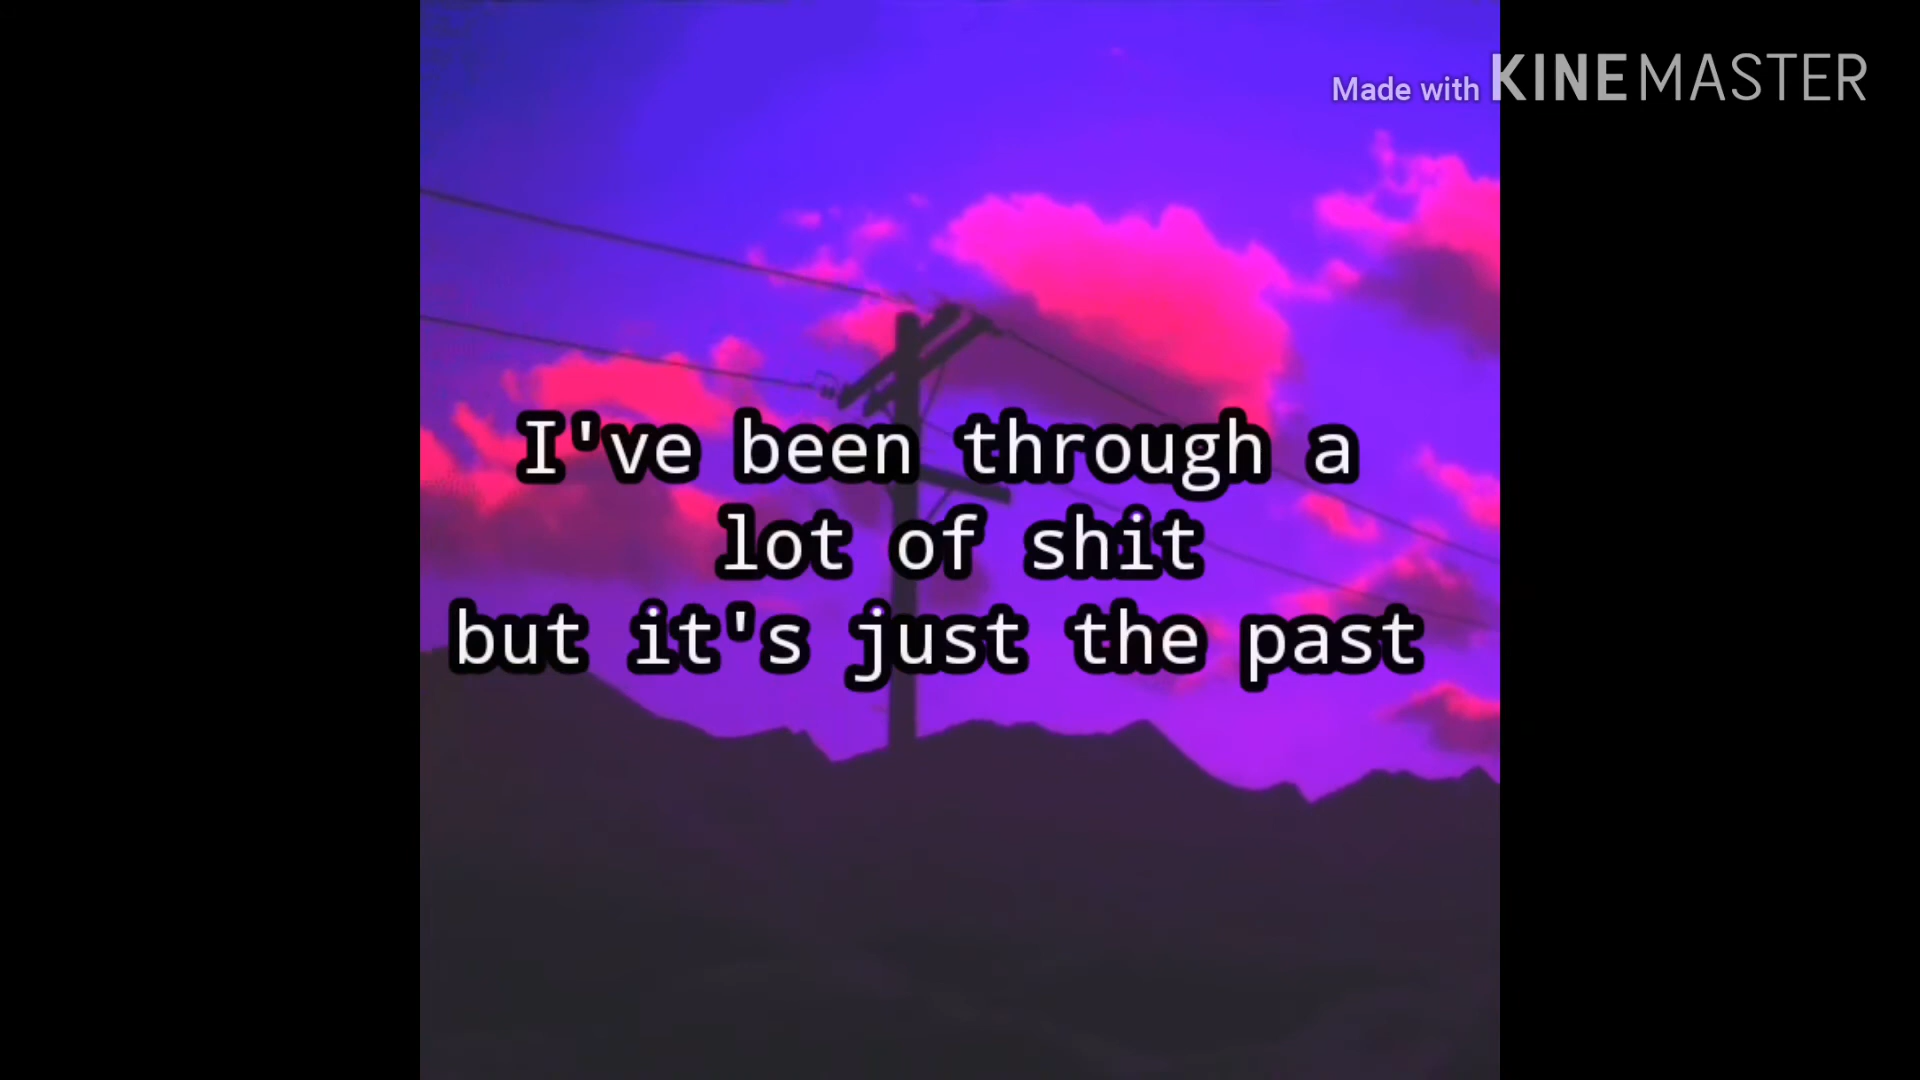 Made with KINEMASTER
I've been through a
lot of shit
but it's just the past